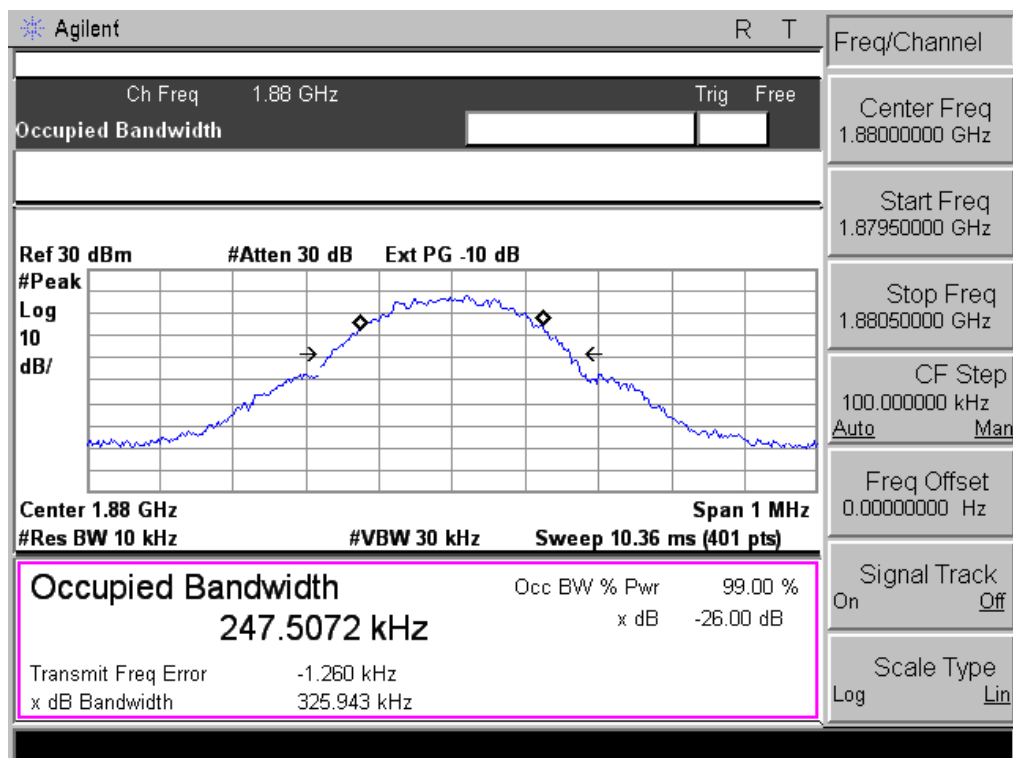 Agilent R T
Ch Freq 1.88 GHz Trig Free
Occupied Bandwidth
Ref 30 dBm #Atten 30 dB Ext PG -10 dB
#Peak
Log
10
dB/
Center 1.88 GHz Span 1 MHz
#Res BW 10 kHz #VBW 30 kHz Sweep 10.36 ms (401 pts)
Occupied Bandwidth Occ BW % Pwr 99.00 %
247.5072 kHz x dB -26.00 dB
Transmit Freq Error -1.260 kHz
x dB Bandwidth 325.943 kHz
Freq/Channel
Center Freq
1.88000000 GHz
Start Freq
1.87950000 GHz
Stop Freq
1.88050000 GHz
CF Step
100.000000 kHz
Auto Man
Freq Offset
0.00000000 Hz
Signal Track
On Off
Scale Type
Log Lin